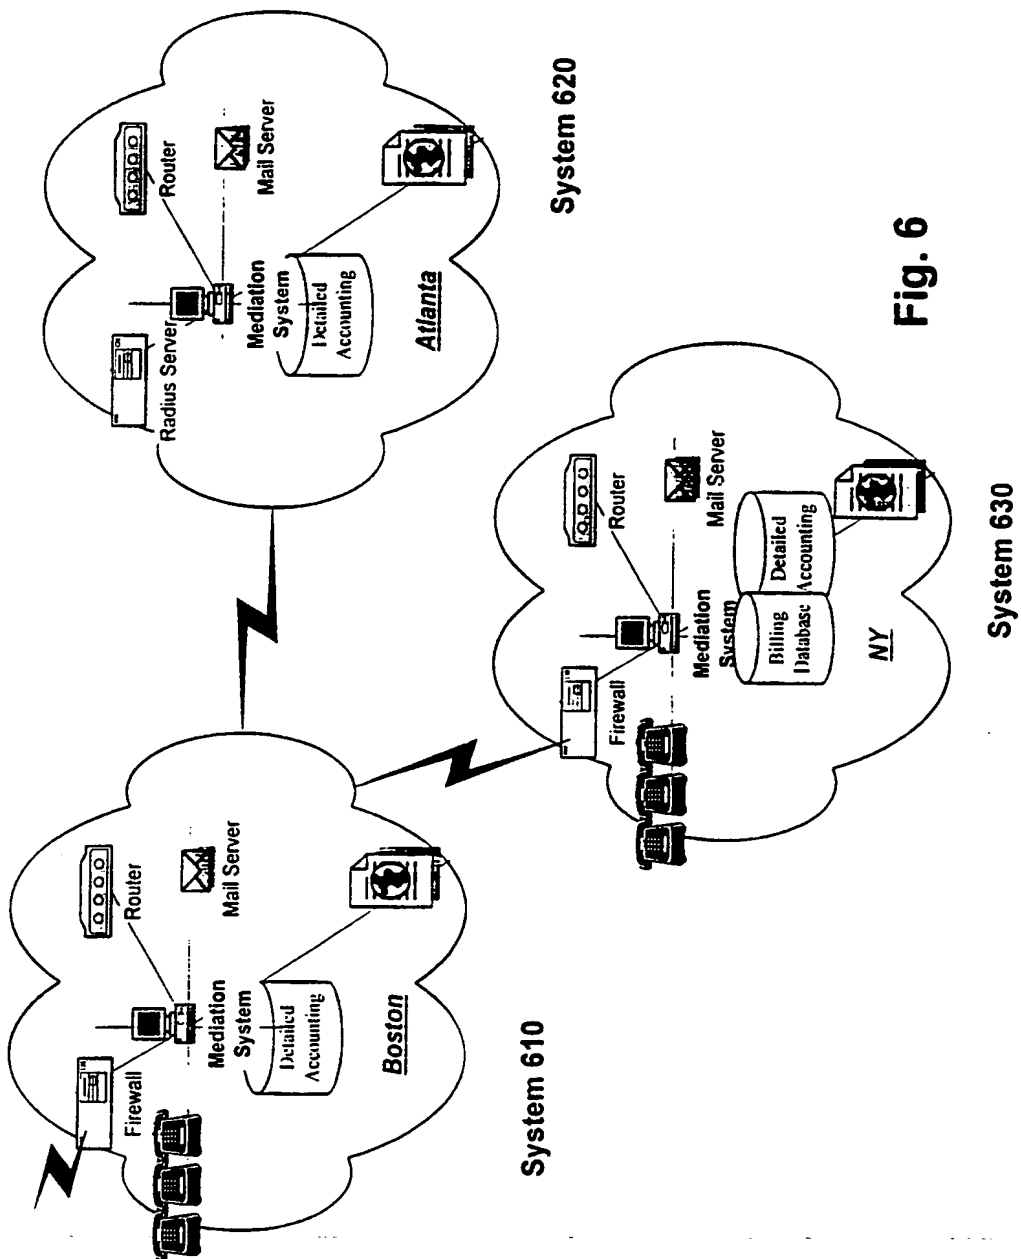 Firewall
Router
Mail Server
Mediation
System
Detailed
Accounting
Boston
System 610
Radius Server
Router
Mail Server
Mediation
System
Detailed
Accounting
Atlanta
System 620
Firewall
Router
Mail Server
Mediation
System
Billing
Database
Detailed
Accounting
NY
System 630
Fig. 6